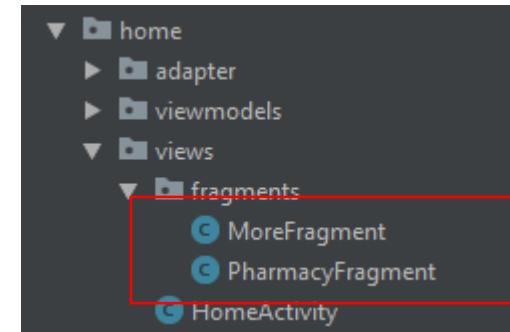 home
adapter
viewmodels
views
fragments
C MoreFragment
C PharmacyFragment
C HomeActivity